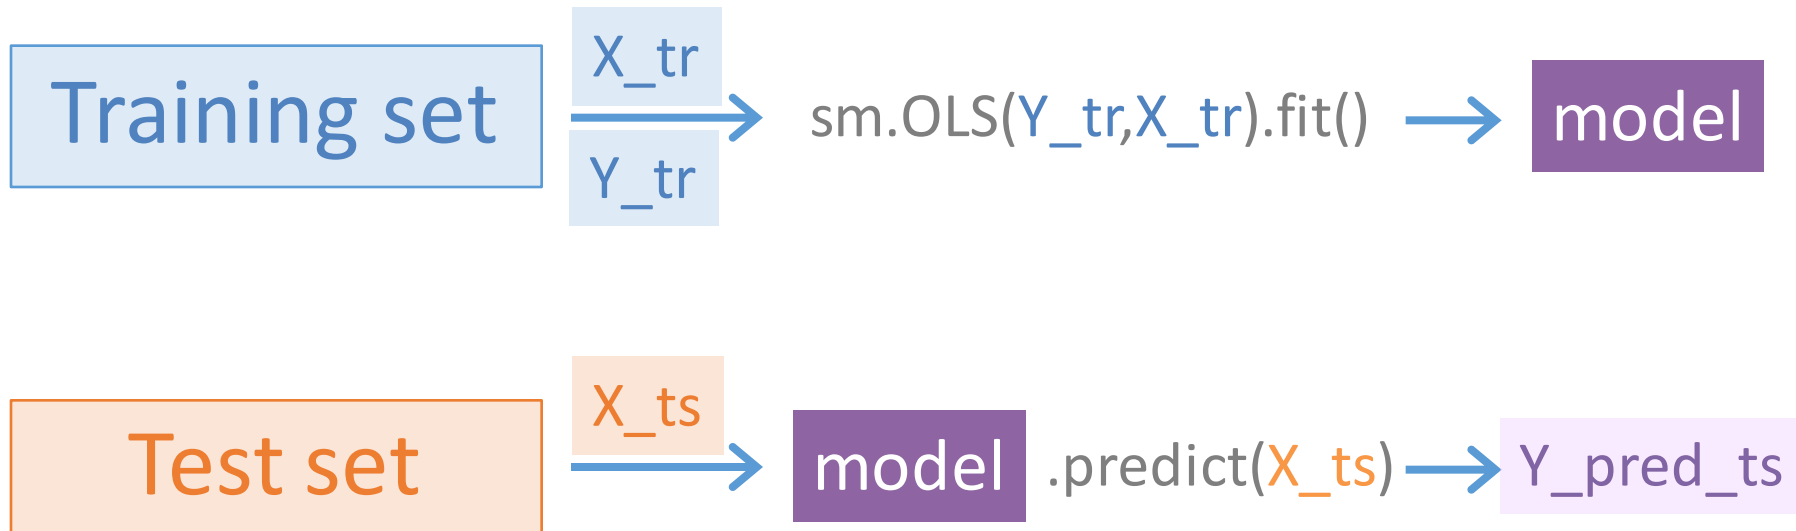 X_tr
Training set
sm.OLS(Y_tr,X_tr).fit()
model
Y_tr
X_ts
Test set
model .predict(X_ts)
Y_pred_ts